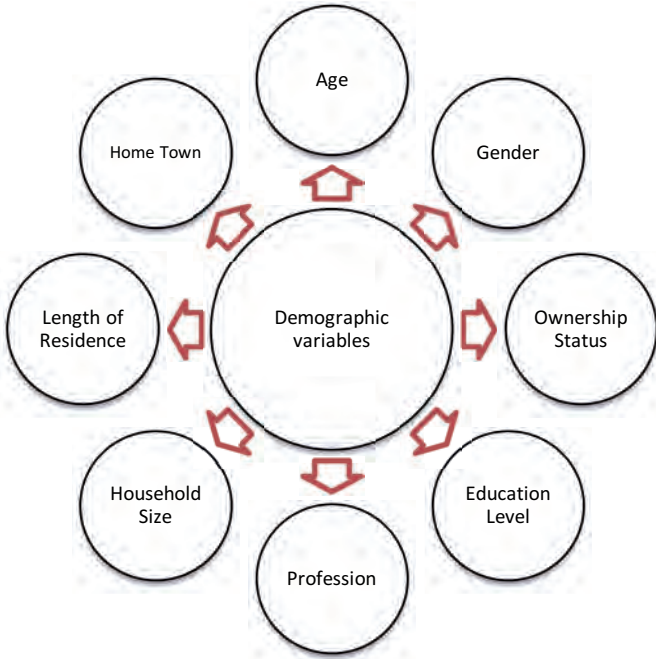 Age
Home Town
Gender
Length of
Residence
Demographic
variables
Ownership
Status
Household
Size
Education
Level
Profession